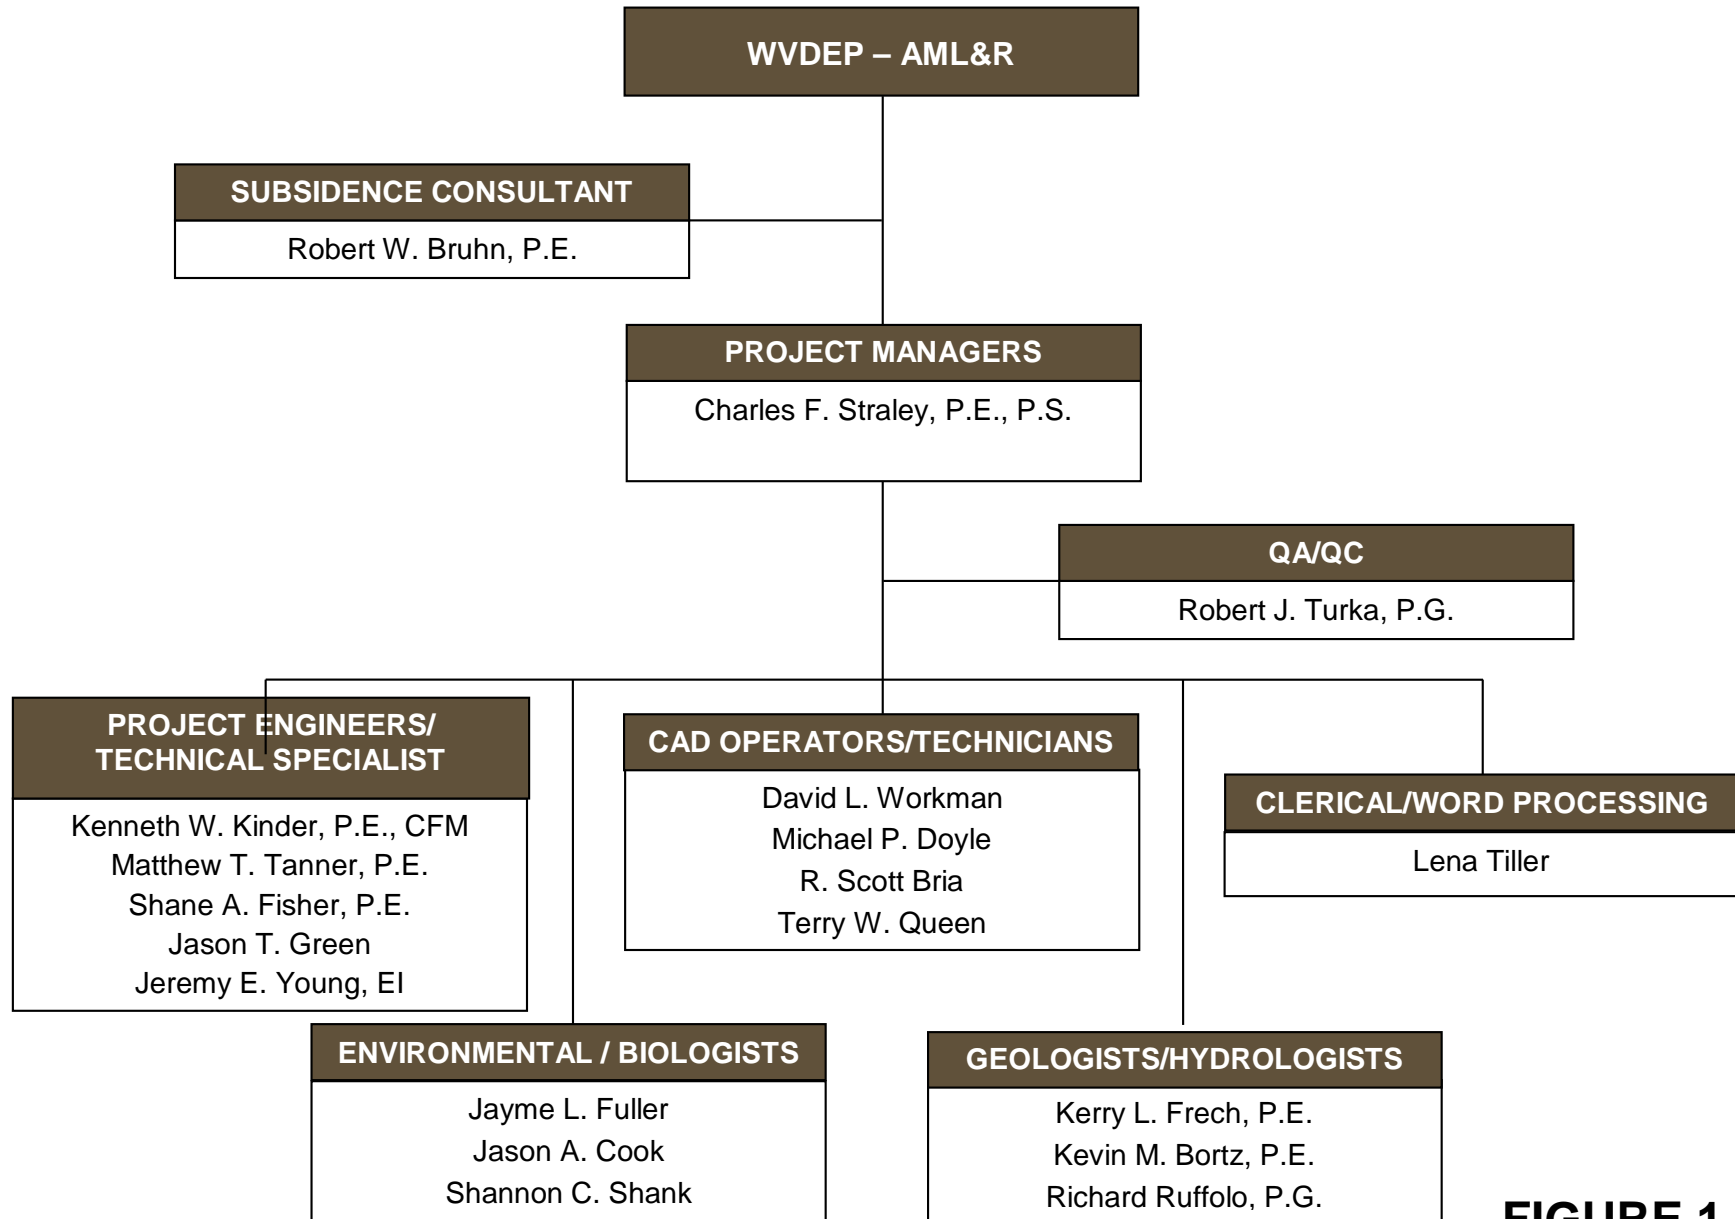 WVDEP – AML&R
SUBSIDENCE CONSULTANT
Robert W. Bruhn, P.E.
PROJECT MANAGERS
Charles F. Straley, P.E., P.S.
QA/QC
Robert J. Turka, P.G.
PROJECT ENGINEERS/
TECHNICAL SPECIALIST
Kenneth W. Kinder, P.E., CFM
Matthew T. Tanner, P.E.
Shane A. Fisher, P.E.
Jason T. Green
Jeremy E. Young, EI
CAD OPERATORS/TECHNICIANS
David L. Workman
Michael P. Doyle
R. Scott Bria
Terry W. Queen
CLERICAL/WORD PROCESSING
Lena Tiller
ENVIRONMENTAL / BIOLOGISTS
Jayme L. Fuller
Jason A. Cook
Shannon C. Shank
GEOLOGISTS/HYDROLOGISTS
Kerry L. Frech, P.E.
Kevin M. Bortz, P.E.
Richard Ruffolo, P.G.
FIGURE 1